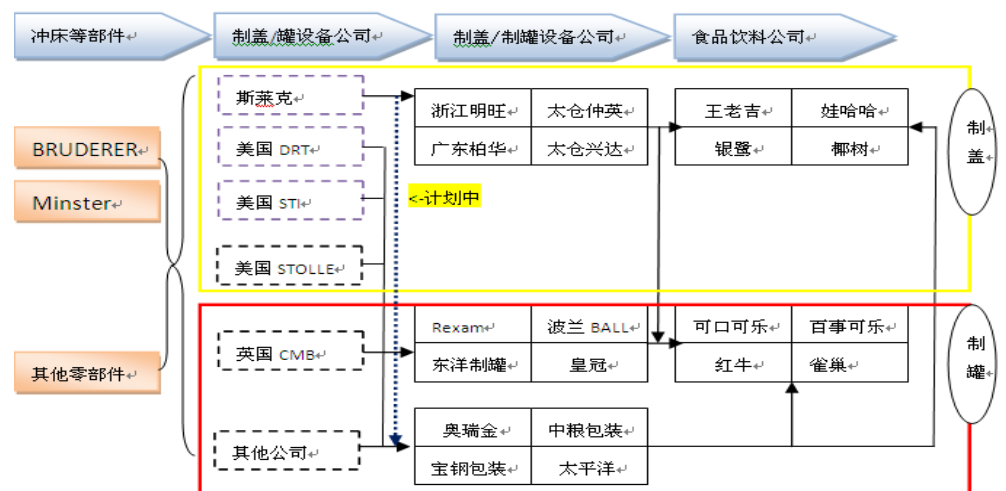 冲床等部件
制盖/罐设备公司
制盖/制罐设备公司
食品饮料公司
斯莱克
浙江明旺 太仓仲英
王老吉 娃哈哈
制盖
BRUDERER
美国 DRT
广东柏华 太仓兴达
银鹭 椰树
Minster
美国 STI
<-计划中
美国 STOLLE
Rexam 波兰 BALL
可口可乐 百事可乐
制罐
英国 CMB
东洋制罐 皇冠
红牛 雀巢
其他零部件
奥瑞金 中粮包装
其他公司
宝钢包装 太平洋